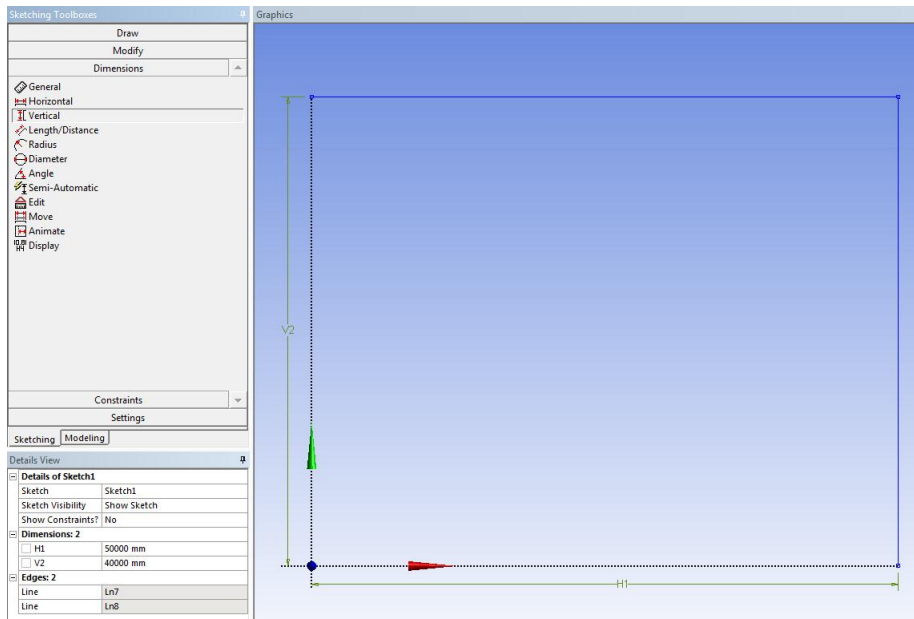 Sketching Toolboxes
Draw
Modify
Dimensions
General
Horizontal
Vertical
Length/Distance
Radius
Diameter
Angle
Semi-Automatic
Edit
Move
Animate
Display
Constraints
Settings
Sketching Modeling
Details View
Details of Sketch1
Sketch Sketch1
Sketch Visibility Show Sketch
Show Constraints? No
Dimensions: 2
H1 50000 mm
V2 40000 mm
Edges: 2
Line Ln7
Line Ln8
Graphics
V2
H1